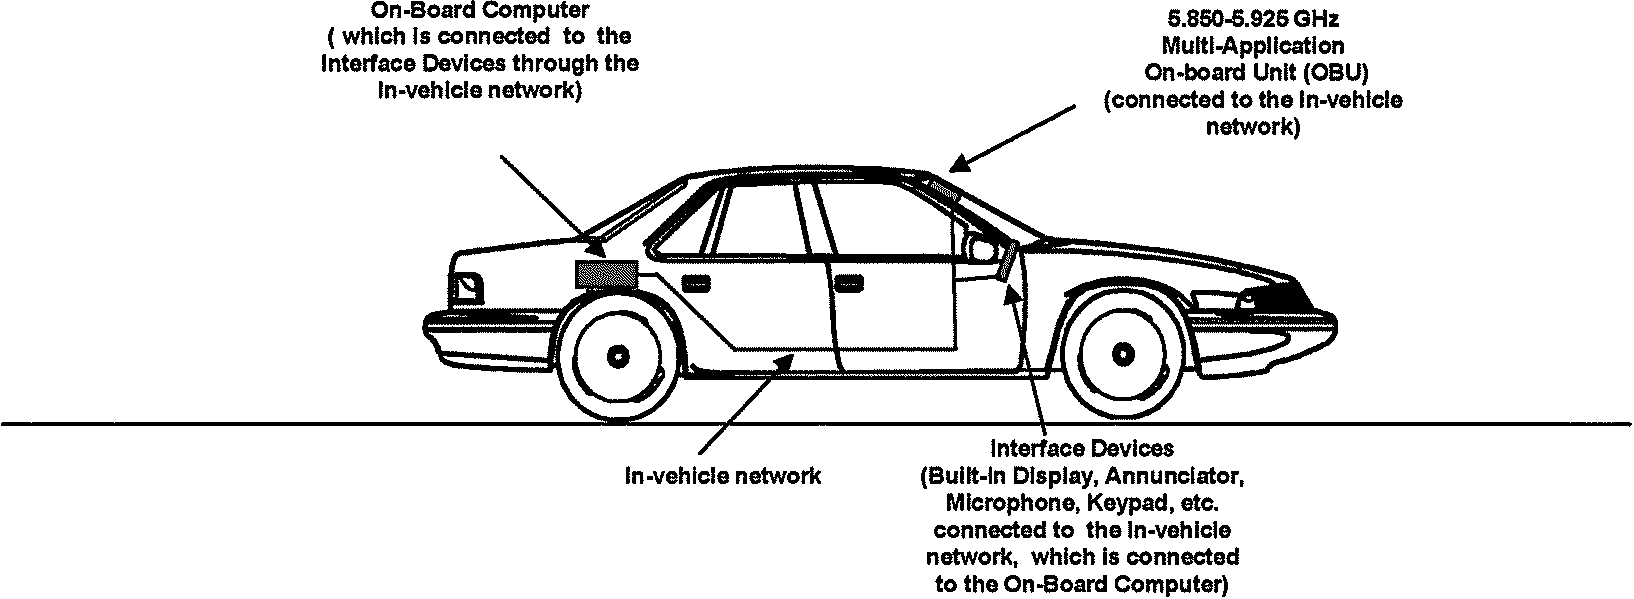 On-Board Computer
( which is connected to the
Interface Devices through the
In-vehicle network)
5.850-5.925 GHz
Multi-Application
On-board Unit (OBU)
(connected to the In-vehicle
network)
In-vehicle network
Interface Devices
(Built-in Display, Annunciator,
Microphone, Keypad, etc.
connected to the In-vehicle
network, which is connected
to the On-Board Computer)